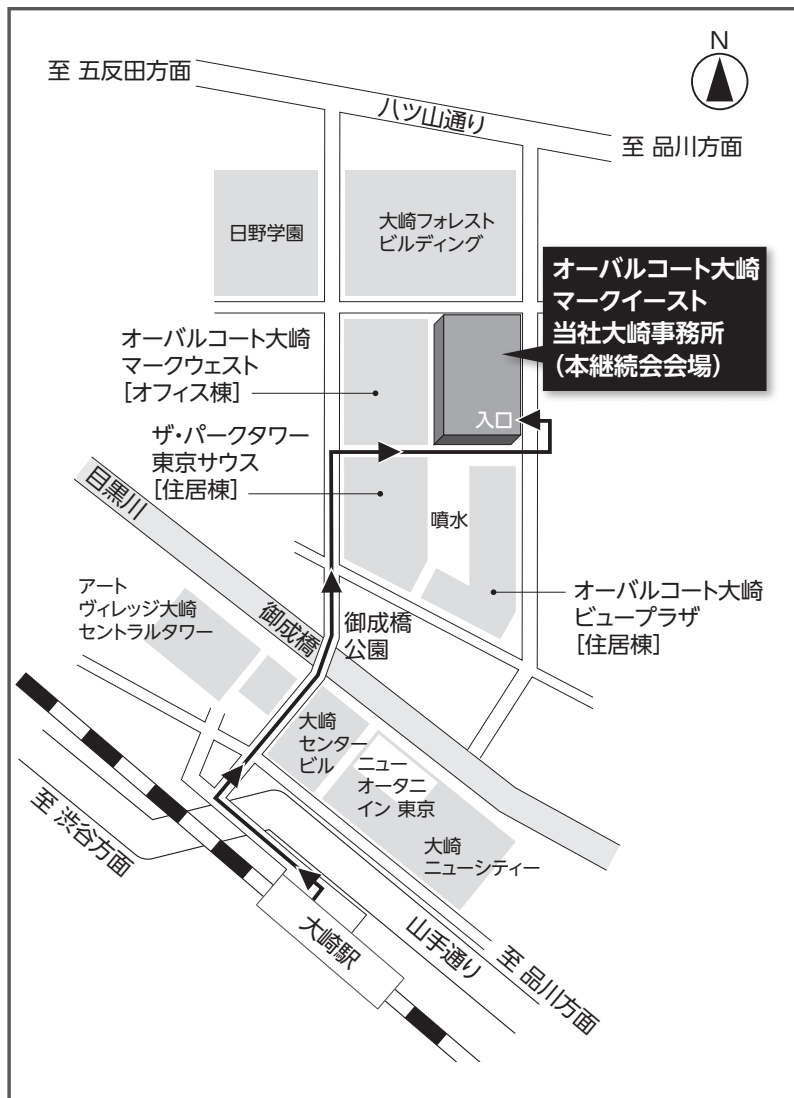 N
至 五反田方面
八ツ山通り
至 品川方面
日野学園
大崎フォレスト
ビルディング
オーバルコート大崎
マークイースト
当社大崎事務所
（本継続会会場）
オーバルコート大崎
マークウェスト
［オフィス棟］
入口
ザ・パークタワー
東京サウス
［住居棟］
目黒川
噴水
アート
ヴィレッジ大崎
セントラルタワー
御成橋
御成橋
公園
オーバルコート大崎
ビュープラザ
［住居棟］
大崎
センター
ビル
ニュー
オータニ
イン 東京
大崎
ニューシティー
至 渋谷方面
大崎駅
山手通り
至 品川方面